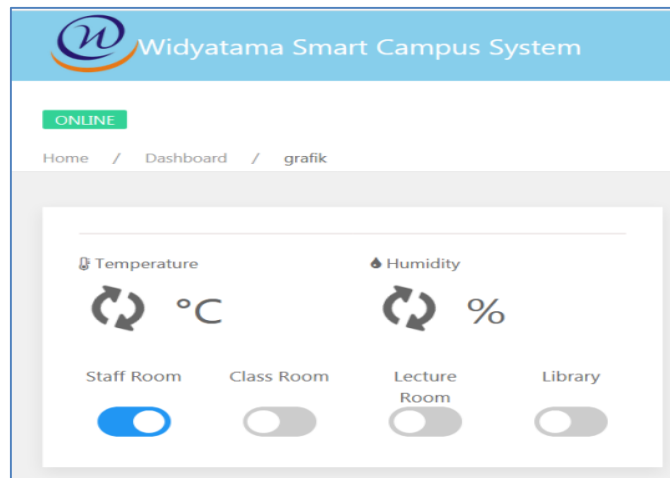 Widyatama Smart Campus System
ONLINE
Home / Dashboard / grafik
Temperature Humidity
°C %
Staff Room Class Room Lecture Room Library